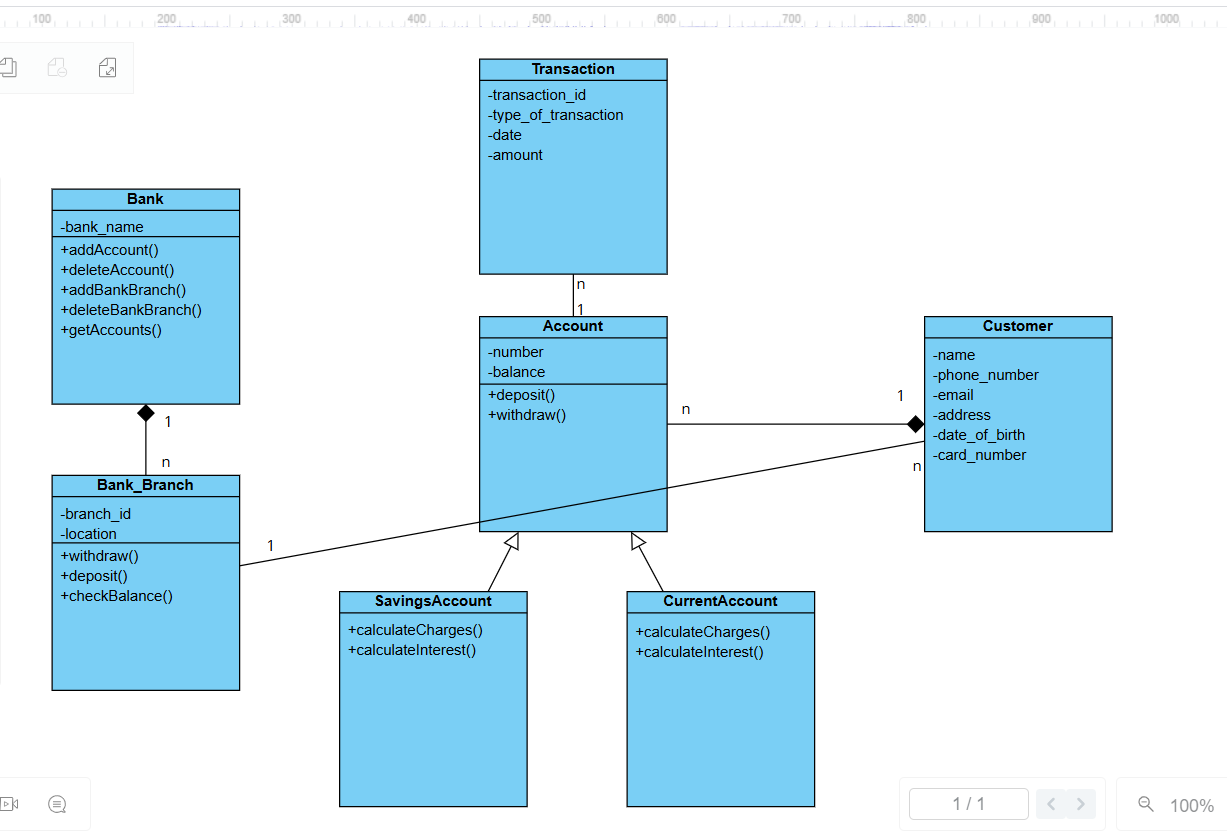 100 200 300 400 500 600 700 800 900 1000
Transaction
-transaction_id
-type_of_transaction
-date
-amount
Bank
-bank_name
+addAccount()
+deleteAccount()
+addBankBranch()
+deleteBankBranch()
+getAccounts()
n
1
Account
-number
-balance
+deposit()
+withdraw()
Customer
-name
-phone_number
-email
-address
-date_of_birth
-card_number
n
1
1
n
n
1
Bank_Branch
-branch_id
-location
+withdraw()
+deposit()
+checkBalance()
SavingsAccount
+calculateCharges()
+calculateInterest()
CurrentAccount
+calculateCharges()
+calculateInterest()
1 / 1
100%